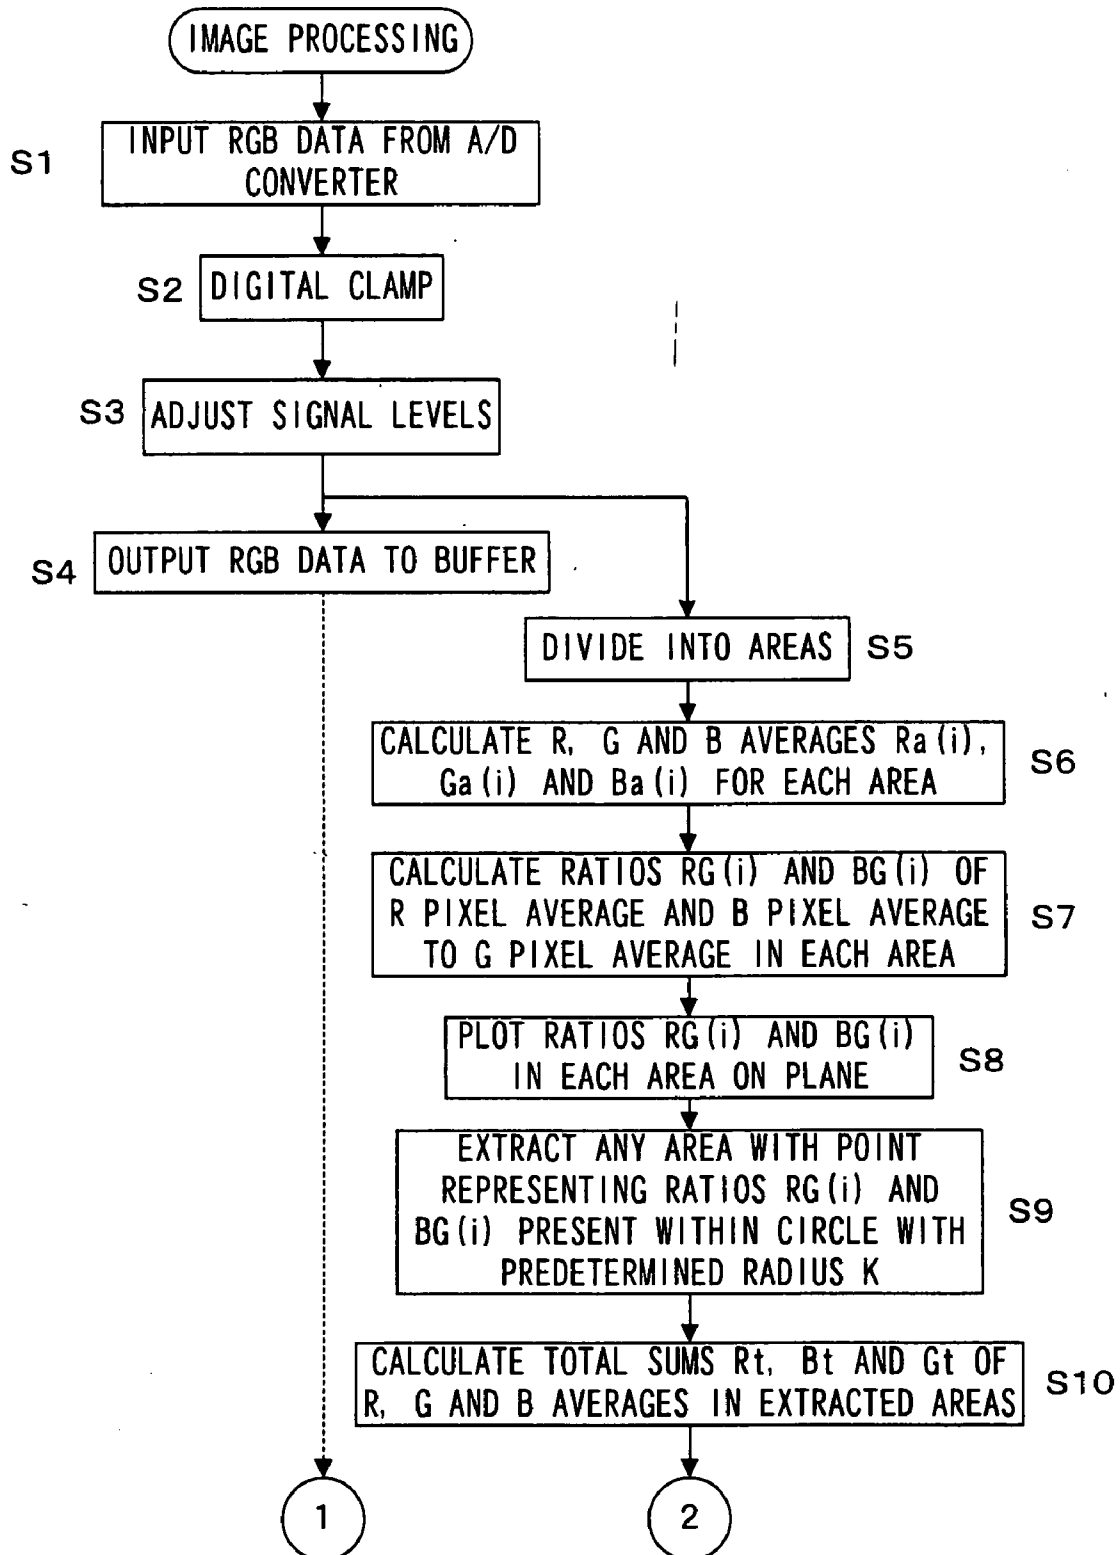 IMAGE PROCESSING
S1
INPUT RGB DATA FROM A/D
CONVERTER
S2
DIGITAL CLAMP
S3
ADJUST SIGNAL LEVELS
S4
OUTPUT RGB DATA TO BUFFER
DIVIDE INTO AREAS
S5
CALCULATE R, G AND B AVERAGES Ra(i),
Ga(i) AND Ba(i) FOR EACH AREA
S6
CALCULATE RATIOS RG(i) AND BG(i) OF
R PIXEL AVERAGE AND B PIXEL AVERAGE
TO G PIXEL AVERAGE IN EACH AREA
S7
PLOT RATIOS RG(i) AND BG(i)
IN EACH AREA ON PLANE
S8
EXTRACT ANY AREA WITH POINT
REPRESENTING RATIOS RG(i) AND
BG(i) PRESENT WITHIN CIRCLE WITH
PREDETERMINED RADIUS K
S9
CALCULATE TOTAL SUMS Rt, Bt AND Gt OF
R, G AND B AVERAGES IN EXTRACTED AREAS
S10
1
2